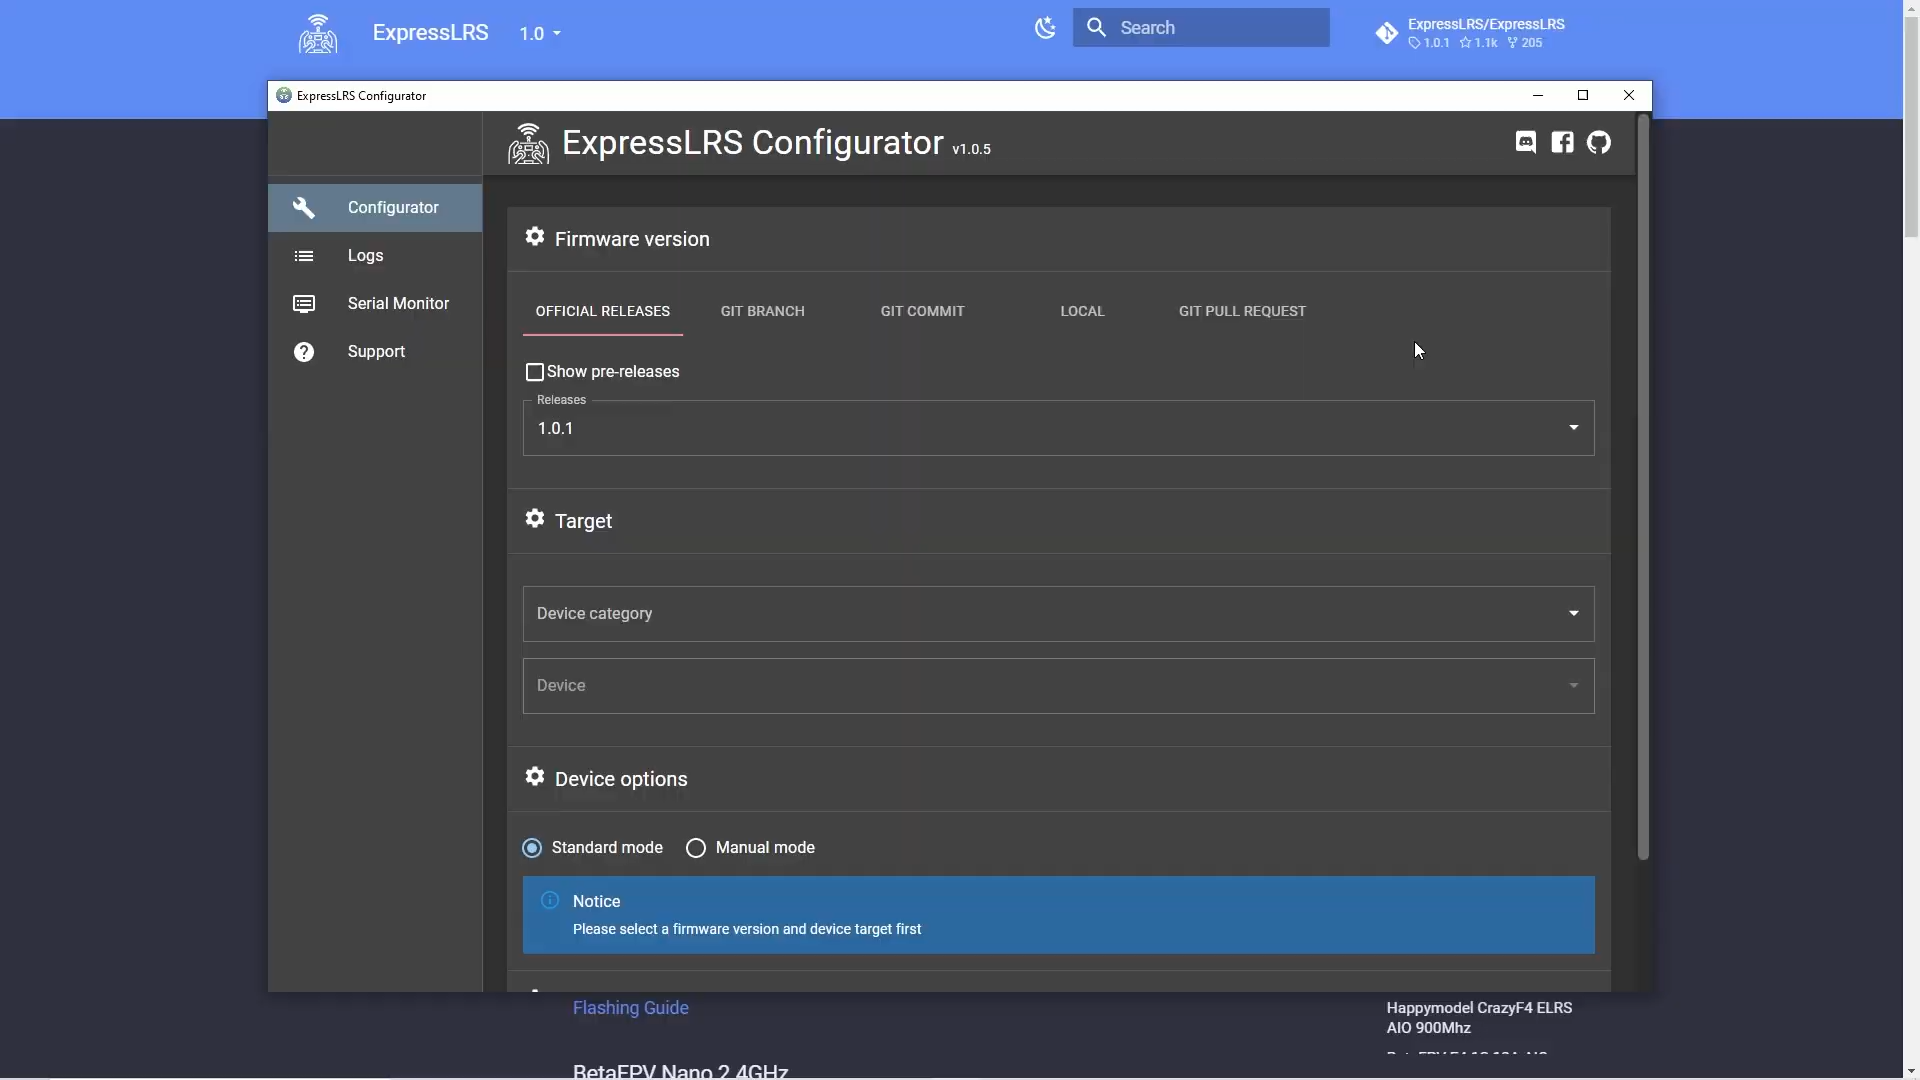 ExpressLRS
1.0
Search
ExpressLRS/ExpressLRS
1.0.1 1.1k 205
ExpressLRS Configurator
ExpressLRS Configurator v1.0.5
Configurator
Logs
Serial Monitor
Support
Firmware version
OFFICIAL RELEASES
GIT BRANCH
GIT COMMIT
LOCAL
GIT PULL REQUEST
Show pre-releases
Releases
1.0.1
Target
Device category
Device
Device options
Standard mode
Manual mode
Notice
Please select a firmware version and device target first
Flashing Guide
BetaFPV Nano 2.4GHz
Happymodel CrazyF4 ELRS
AIO 900Mhz